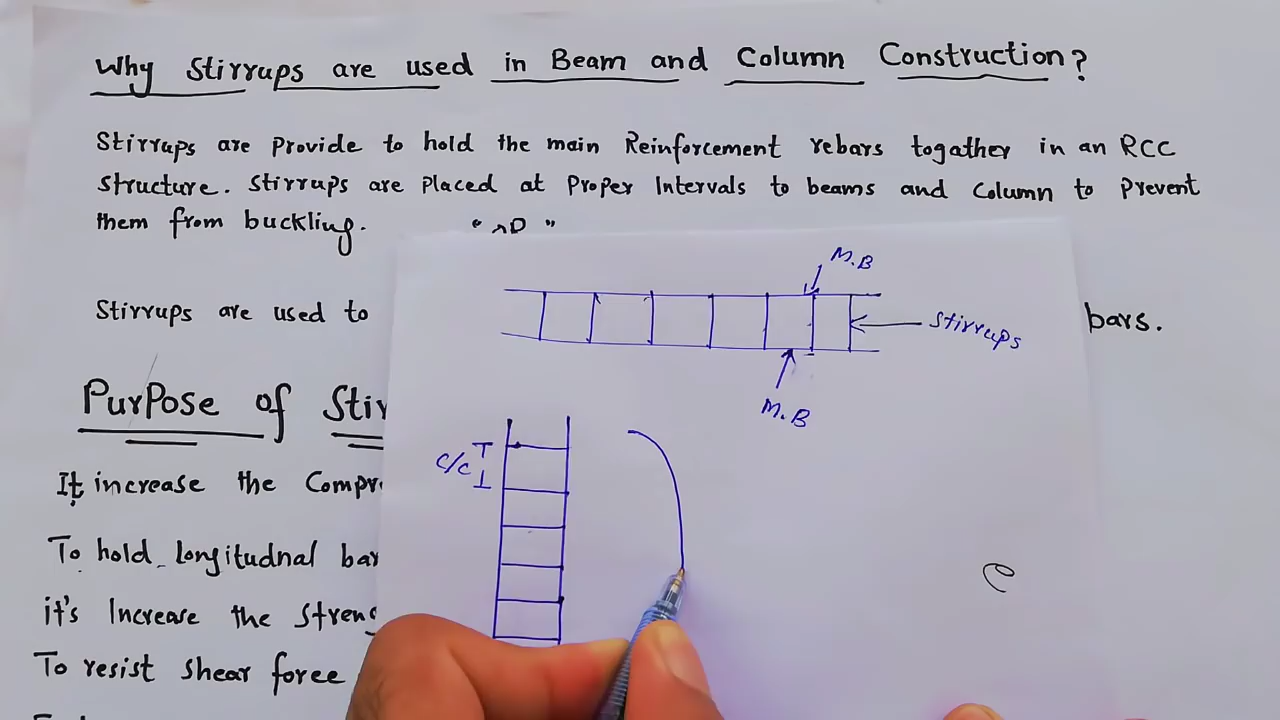 Why Stirrups are used in Beam and Column Construction?
Stirrups are Provide to hold the main Reinforcement rebars togather in an RCC
Structure. Stirrups are Placed at Proper Intervals to beams and Column to Prevent
them from buckling.
M.B
Stirrups are used to bars.
Stirrups
M.B
PurPose of
c/c
It increase the
To hold longitudnal
it's Increase the
To resist shear force